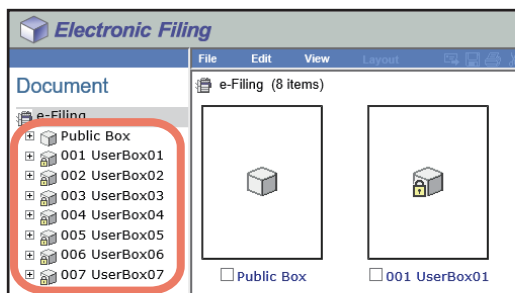 Electronic Filing
File Edit View Layout
Document
e-Filing (8 items)
e-Filing
Public Box
001 UserBox01
002 UserBox02
003 UserBox03
004 UserBox04
005 UserBox05
006 UserBox06
007 UserBox07
Public Box
001 UserBox01